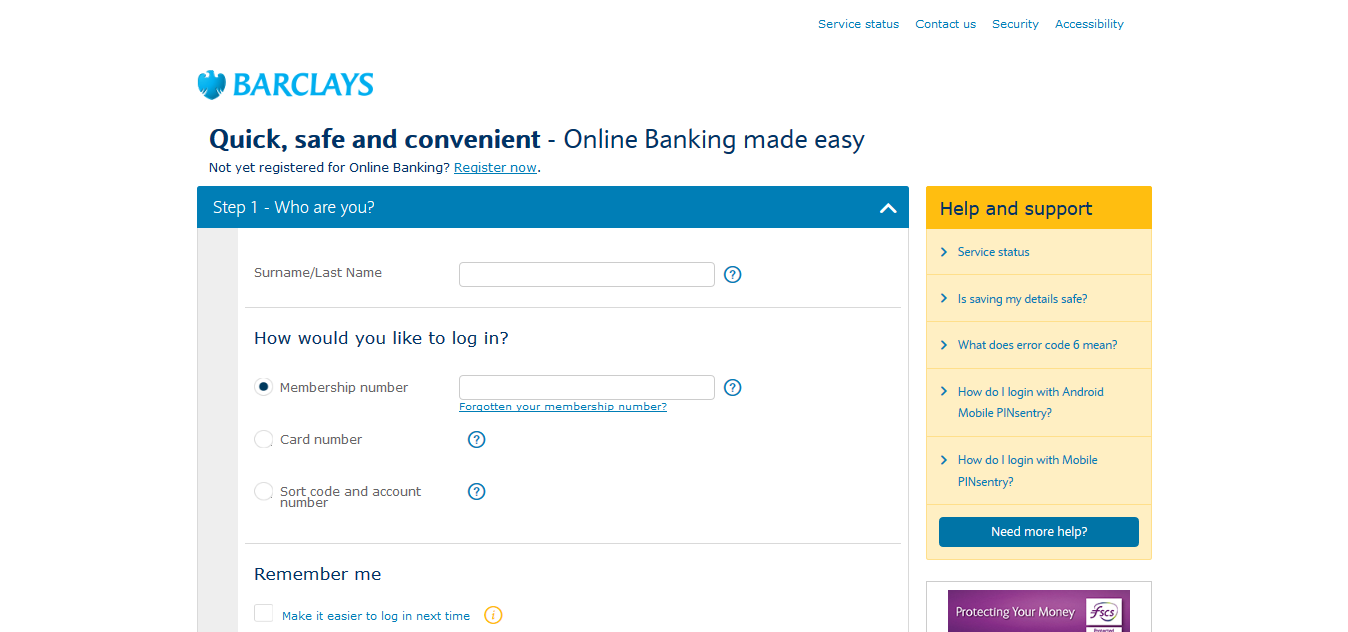 Service status Contact us Security Accessibility
BARCLAYS
Quick, safe and convenient - Online Banking made easy
Not yet registered for Online Banking? Register now.
Step 1 - Who are you?
Surname/Last Name ?
How would you like to log in?
Membership number ?
Forgotten your membership number?
Card number ?
Sort code and account
number
?
Remember me
Make it easier to log in next time i
Help and support
Service status
Is saving my details safe?
What does error code 6 mean?
How do I login with Android
Mobile PINsentry?
How do I login with Mobile
PINsentry?
Need more help?
Protecting Your Money
fscs
Protected